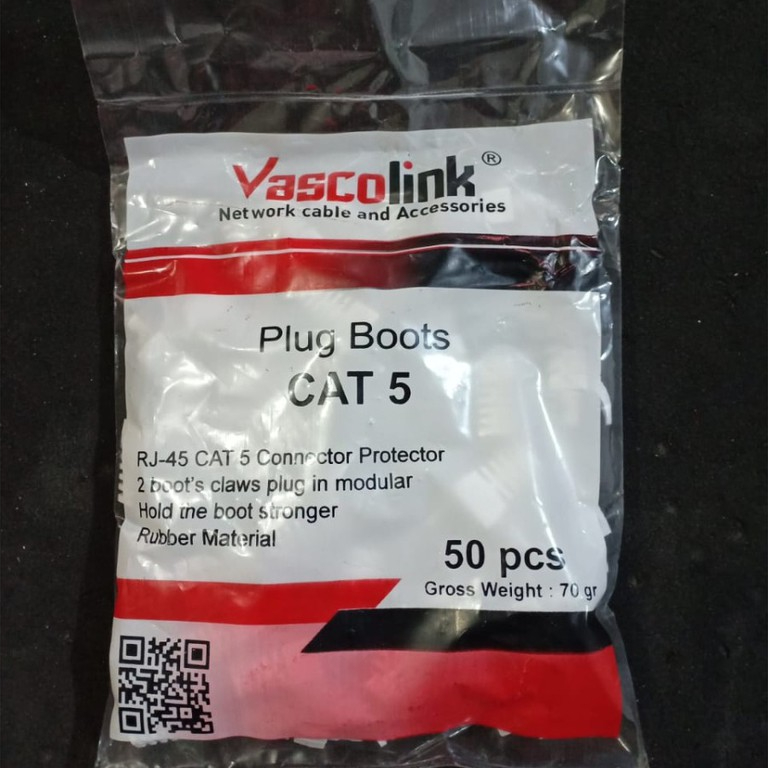 Vascolink®
Network cable and Accessories
Plug Boots
CAT 5
RJ-45 CAT 5 Connector Protector
2 boot's claws plug in modular
Hold the boot stronger
Rubber Material
50 pcs
Gross Weight : 70 gr